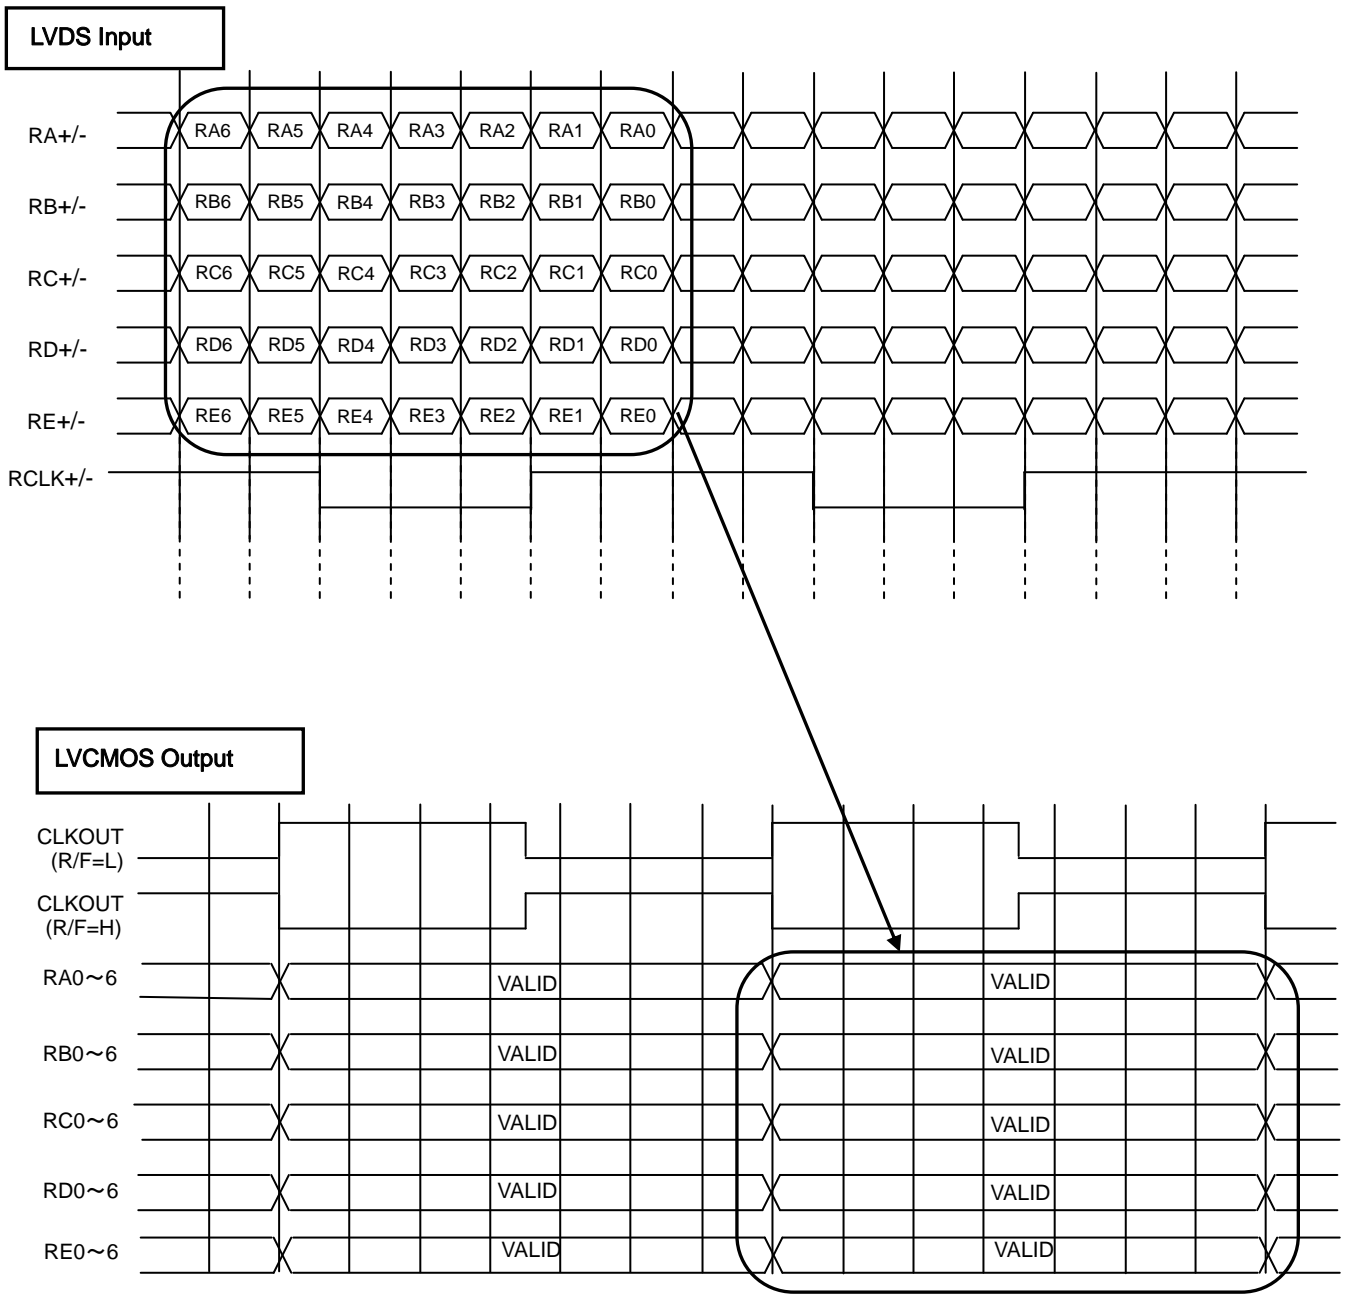 LVDS Input
RA+/- RA6 RA5 RA4 RA3 RA2 RA1 RA0
RB+/- RB6 RB5 RB4 RB3 RB2 RB1 RB0
RC+/- RC6 RC5 RC4 RC3 RC2 RC1 RC0
RD+/- RD6 RD5 RD4 RD3 RD2 RD1 RD0
RE+/- RE6 RE5 RE4 RE3 RE2 RE1 RE0
RCLK+/-
LVCMOS Output
CLKOUT
(R/F=L)
CLKOUT
(R/F=H)
RA0～6 VALID VALID
RB0～6 VALID VALID
RC0～6 VALID VALID
RD0～6 VALID VALID
RE0～6 VALID VALID